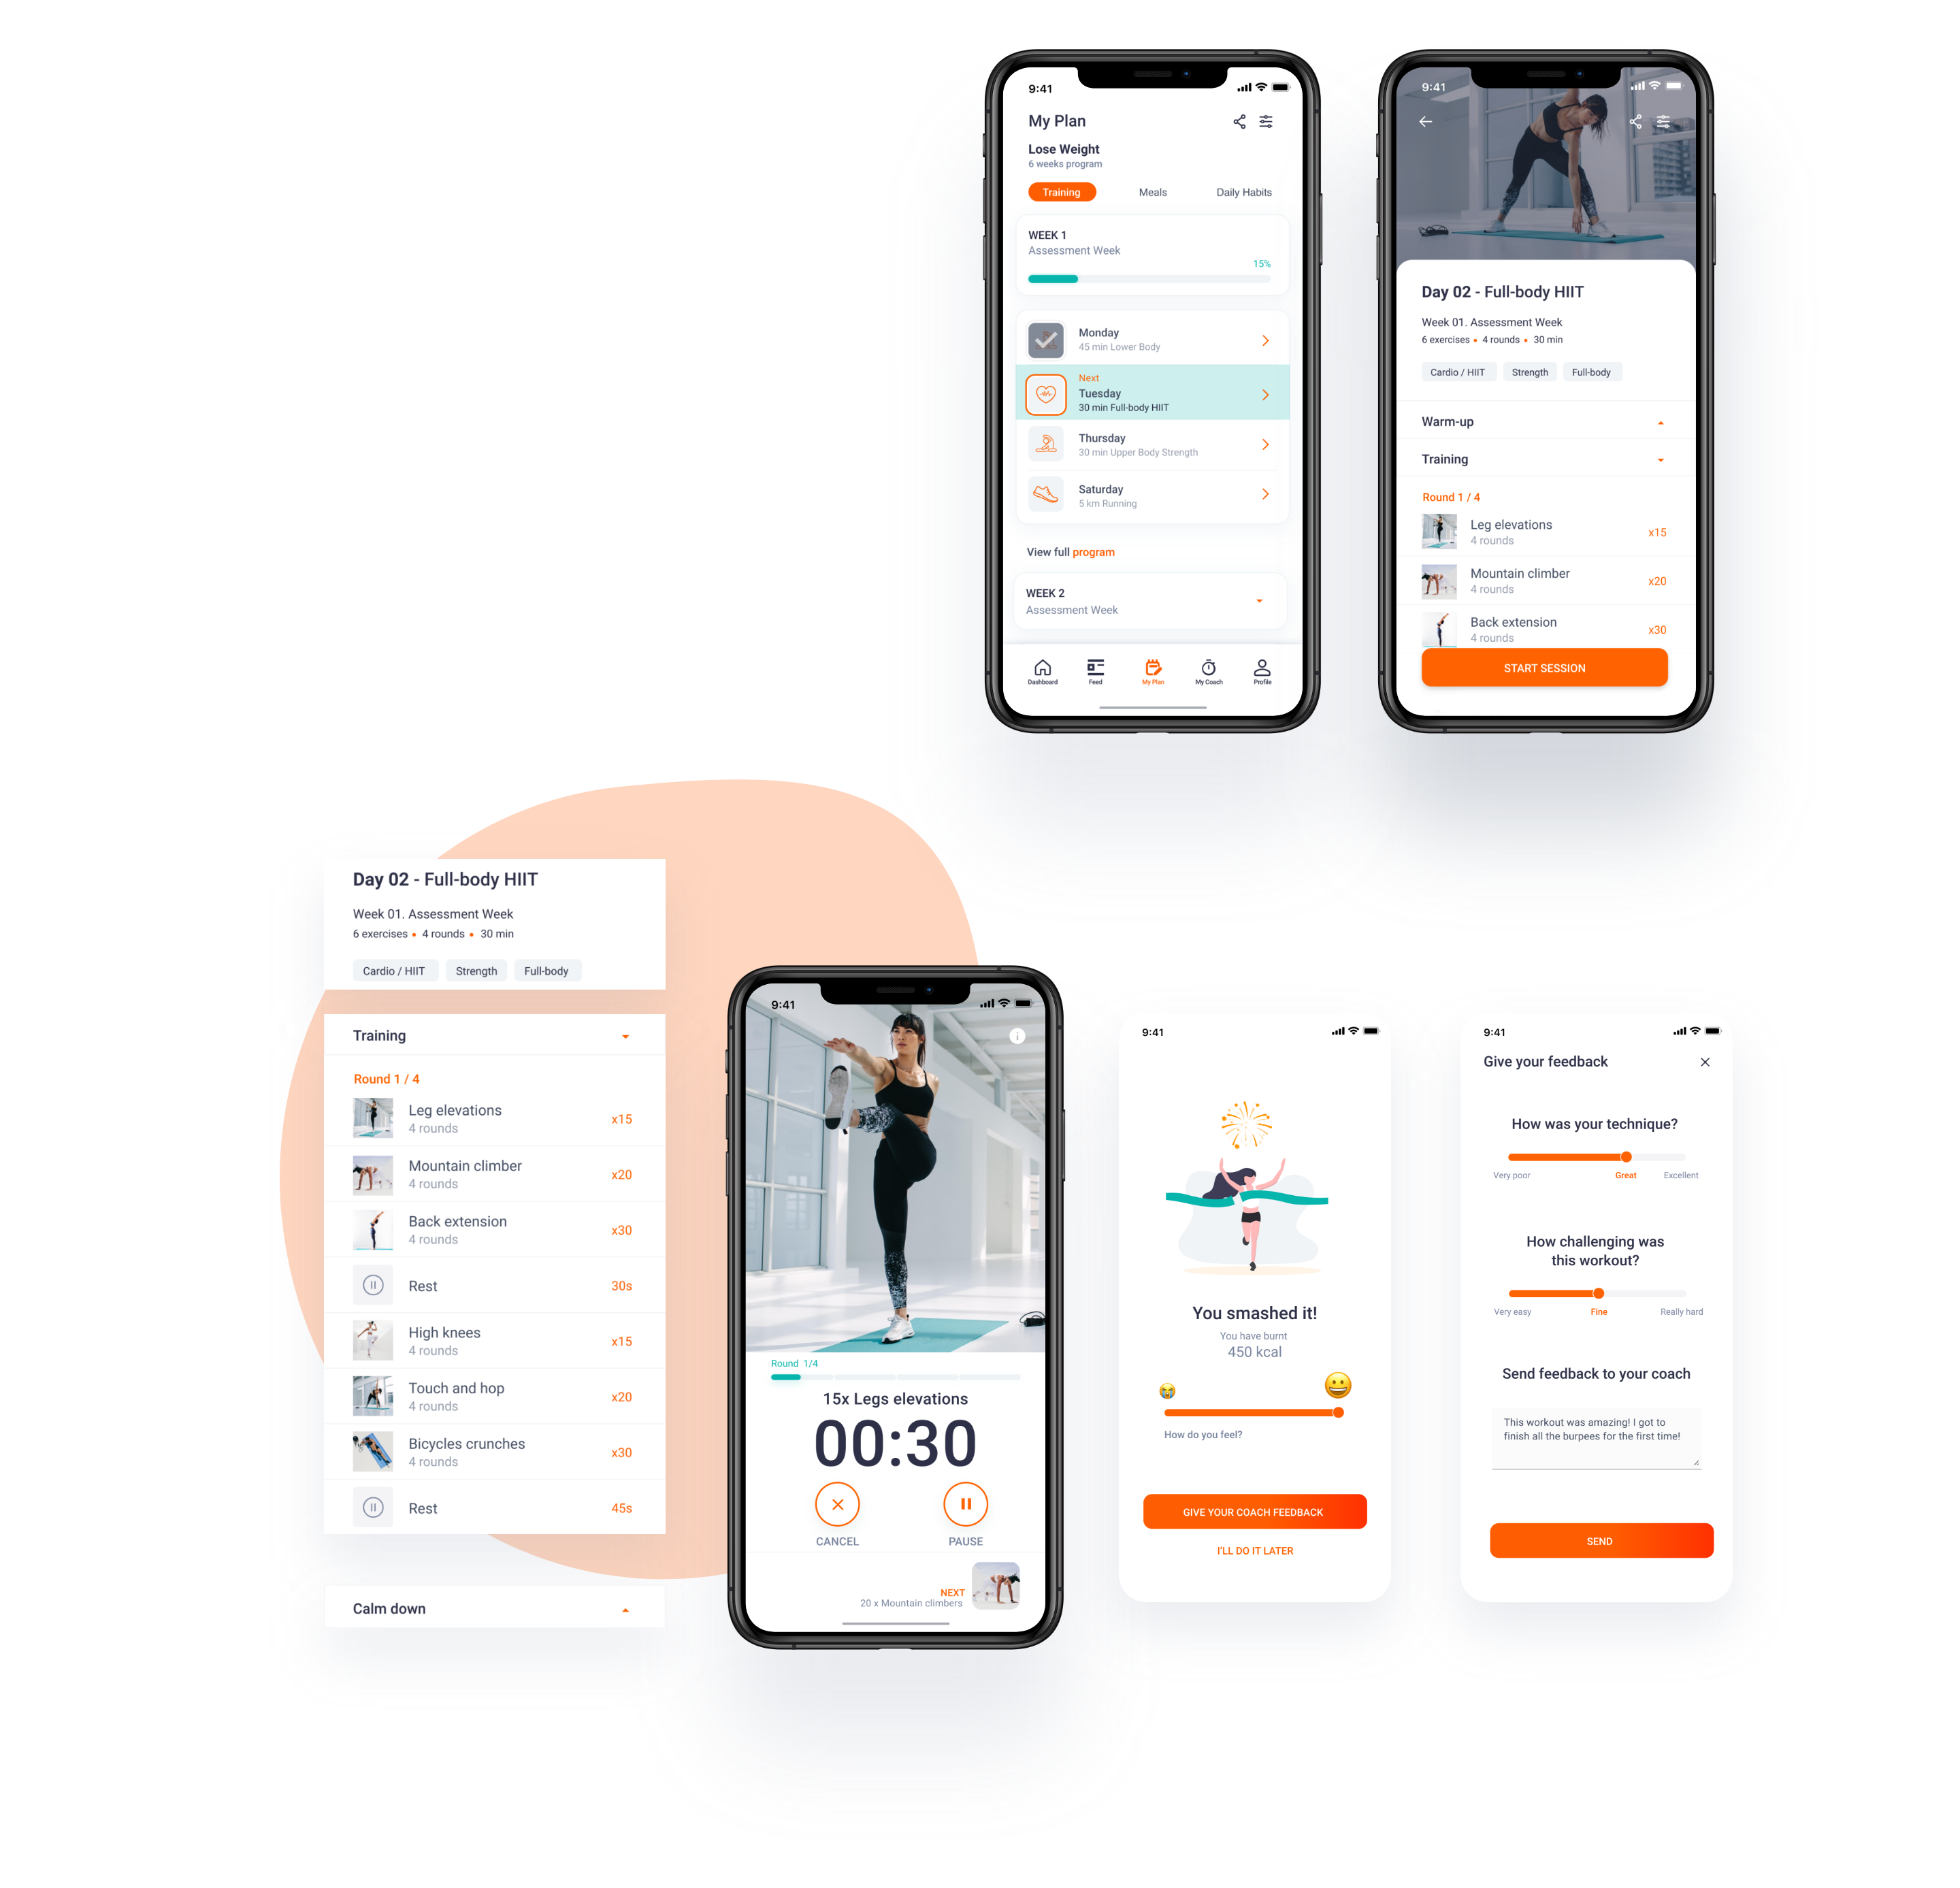 9:41
My Plan
Lose Weight
6 weeks program
Training Meals Daily Habits
WEEK 1
Assessment Week
15%
Monday
45 min Lower Body
Next
Tuesday
30 min Full-body HIIT
Thursday
30 min Upper Body Strength
Saturday
5 km Running
View full program
WEEK 2
Assessment Week
Dashboard Feed My Plan My Coach Profile
9:41
Day 02 - Full-body HIIT
Week 01. Assessment Week
6 exercises • 4 rounds • 30 min
Cardio / HIIT Strength Full-body
Warm-up
Training
Round 1 / 4
Leg elevations
4 rounds
x15
Mountain climber
4 rounds
x20
Back extension
4 rounds
x30
START SESSION
Day 02 - Full-body HIIT
Week 01. Assessment Week
6 exercises • 4 rounds • 30 min
Cardio / HIIT Strength Full-body
Training
Round 1 / 4
Leg elevations
4 rounds
x15
Mountain climber
4 rounds
x20
Back extension
4 rounds
x30
Rest 30s
High knees
4 rounds
x15
Touch and hop
4 rounds
x20
Bicycles crunches
4 rounds
x30
Rest 45s
Calm down
9:41
Round 1/4
15x Legs elevations
00:30
CANCEL PAUSE
NEXT
20 x Mountain climbers
9:41
You smashed it!
You have burnt
450 kcal
How do you feel?
GIVE YOUR COACH FEEDBACK
I'LL DO IT LATER
9:41
Give your feedback
How was your technique?
Very poor Great Excellent
How challenging was
this workout?
Very easy Fine Really hard
Send feedback to your coach
This workout was amazing! I got to
finish all the burpees for the first time!
SEND